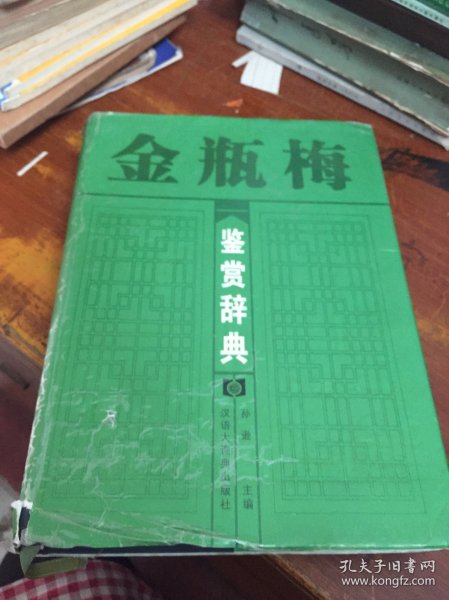 金瓶梅
鉴赏辞典
孙逊 主编
汉语大词典出版社
孔夫子旧书网
www.kongfz.com